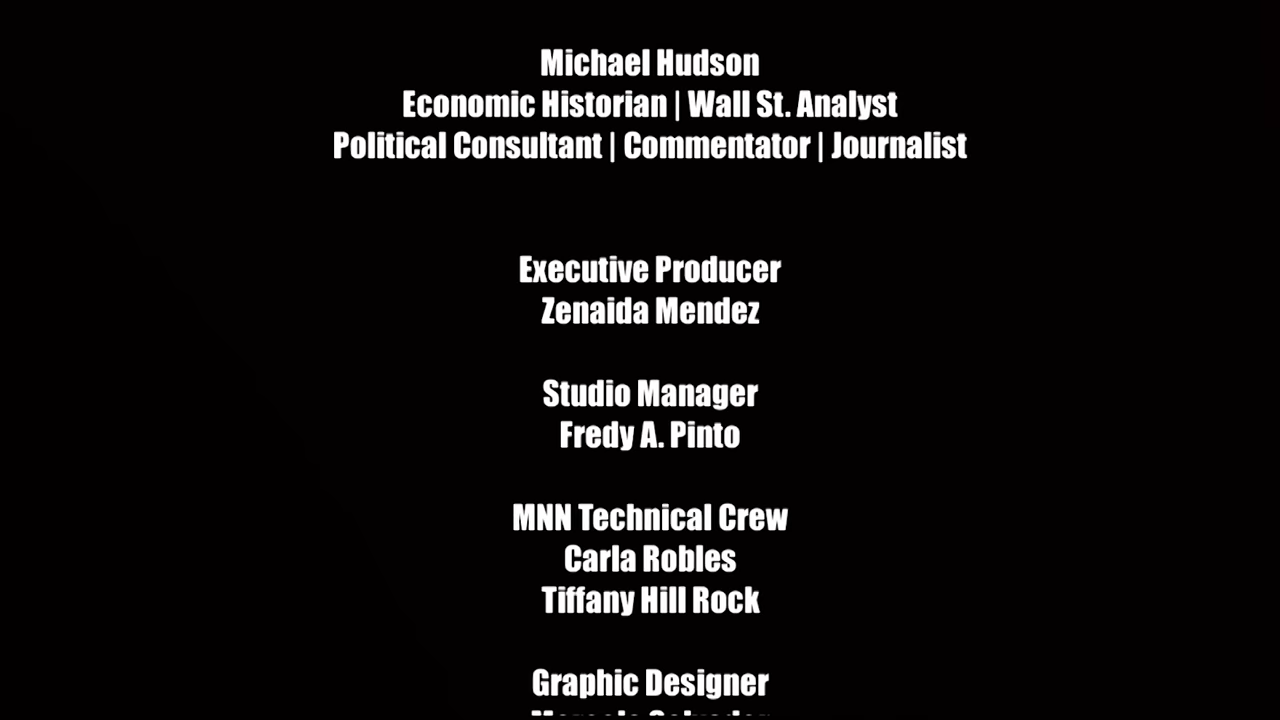 Michael Hudson
Economic Historian | Wall St. Analyst
Political Consultant | Commentator | Journalist
Executive Producer
Zenaida Mendez
Studio Manager
Fredy A. Pinto
MNN Technical Crew
Carla Robles
Tiffany Hill Rock
Graphic Designer